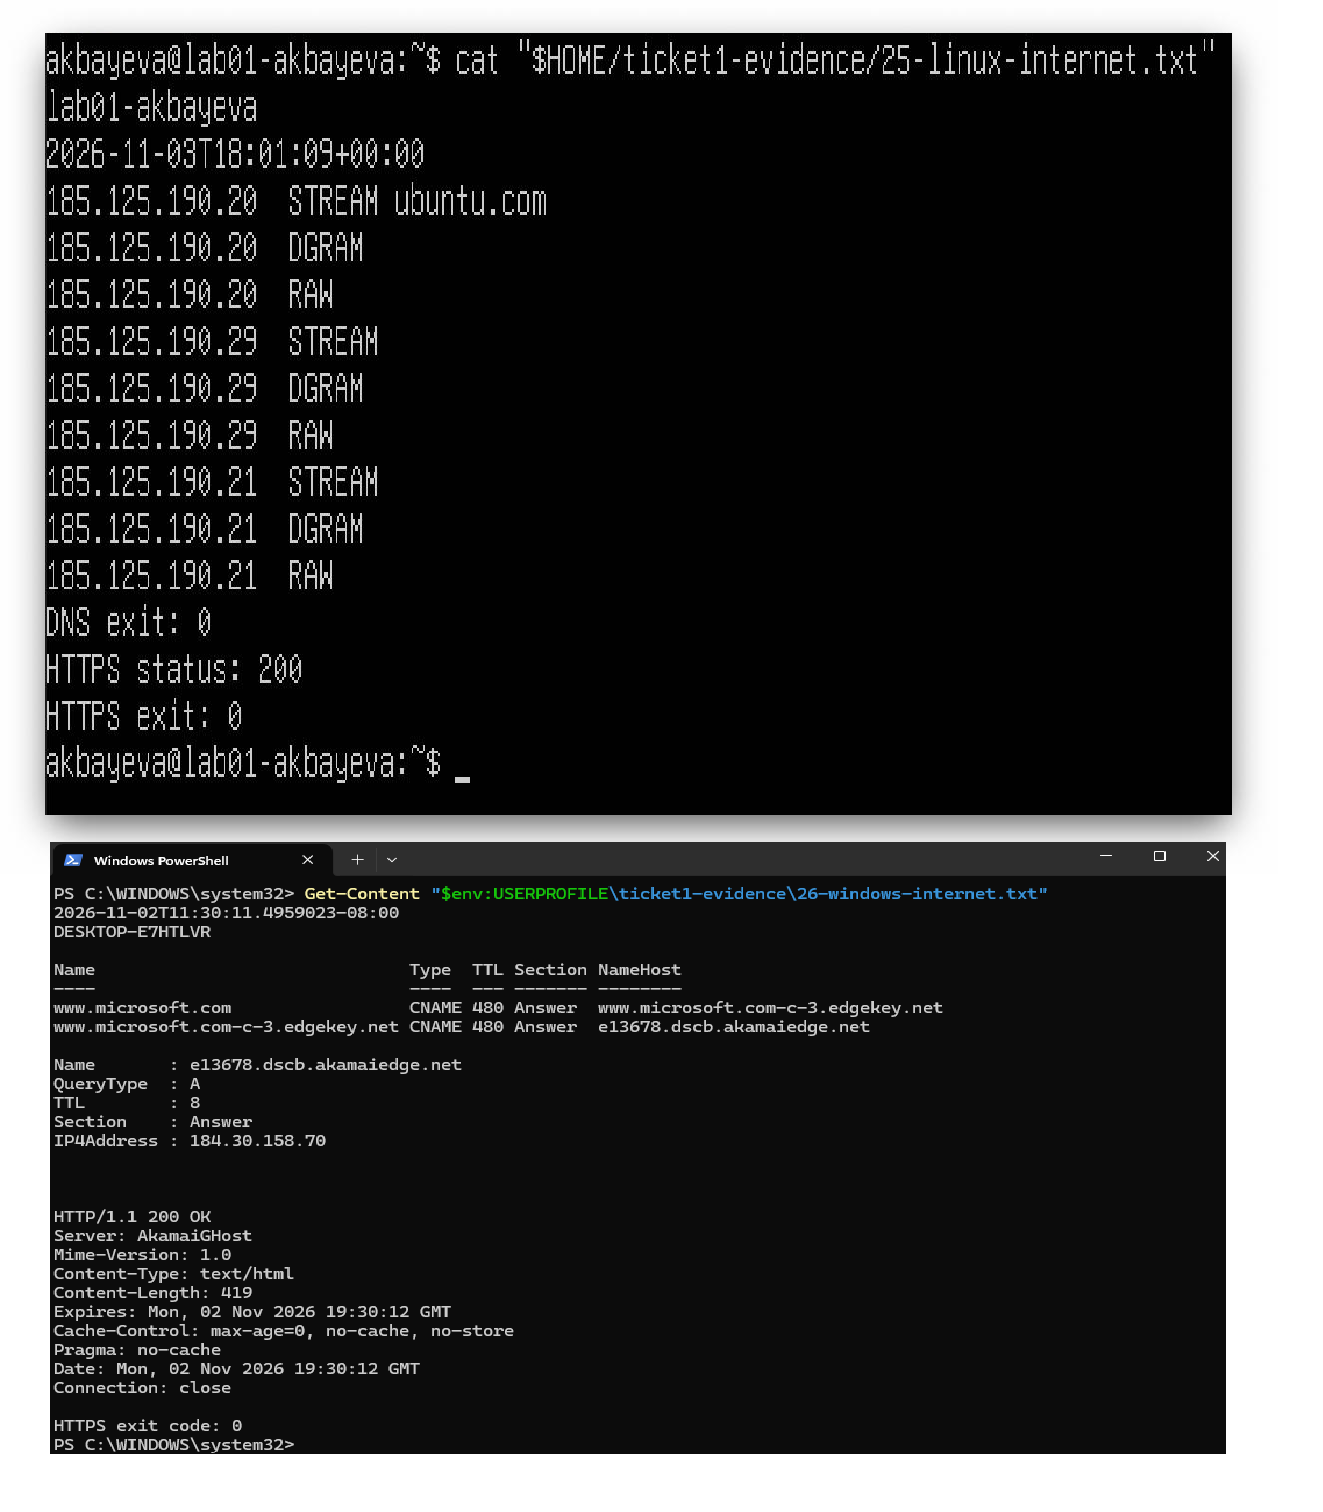 akbayeva@lab01-akbayeva:~$ cat "$HOME/ticket1-evidence/25-linux-internet.txt"
lab01-akbayeva
2026-11-03T18:01:09+00:00
185.125.190.20  STREAM ubuntu.com
185.125.190.20  DGRAM
185.125.190.20  RAW
185.125.190.29  STREAM
185.125.190.29  DGRAM
185.125.190.29  RAW
185.125.190.21  STREAM
185.125.190.21  DGRAM
185.125.190.21  RAW
DNS exit: 0
HTTPS status: 200
HTTPS exit: 0
akbayeva@lab01-akbayeva:~$ _
Windows PowerShell
PS C:\WINDOWS\system32> Get-Content "$env:USERPROFILE\ticket1-evidence\26-windows-internet.txt"
2026-11-02T11:30:11.4959023-08:00
DESKTOP-E7HTLVR
Name                              Type  TTL Section NameHost
----                              ----  --- ------- --------
www.microsoft.com                 CNAME 480 Answer  www.microsoft.com-c-3.edgekey.net
www.microsoft.com-c-3.edgekey.net CNAME 480 Answer  e13678.dscb.akamaiedge.net
Name       : e13678.dscb.akamaiedge.net
QueryType  : A
TTL        : 8
Section    : Answer
IP4Address : 184.30.158.70
HTTP/1.1 200 OK
Server: AkamaiGHost
Mime-Version: 1.0
Content-Type: text/html
Content-Length: 419
Expires: Mon, 02 Nov 2026 19:30:12 GMT
Cache-Control: max-age=0, no-cache, no-store
Pragma: no-cache
Date: Mon, 02 Nov 2026 19:30:12 GMT
Connection: close
HTTPS exit code: 0
PS C:\WINDOWS\system32>